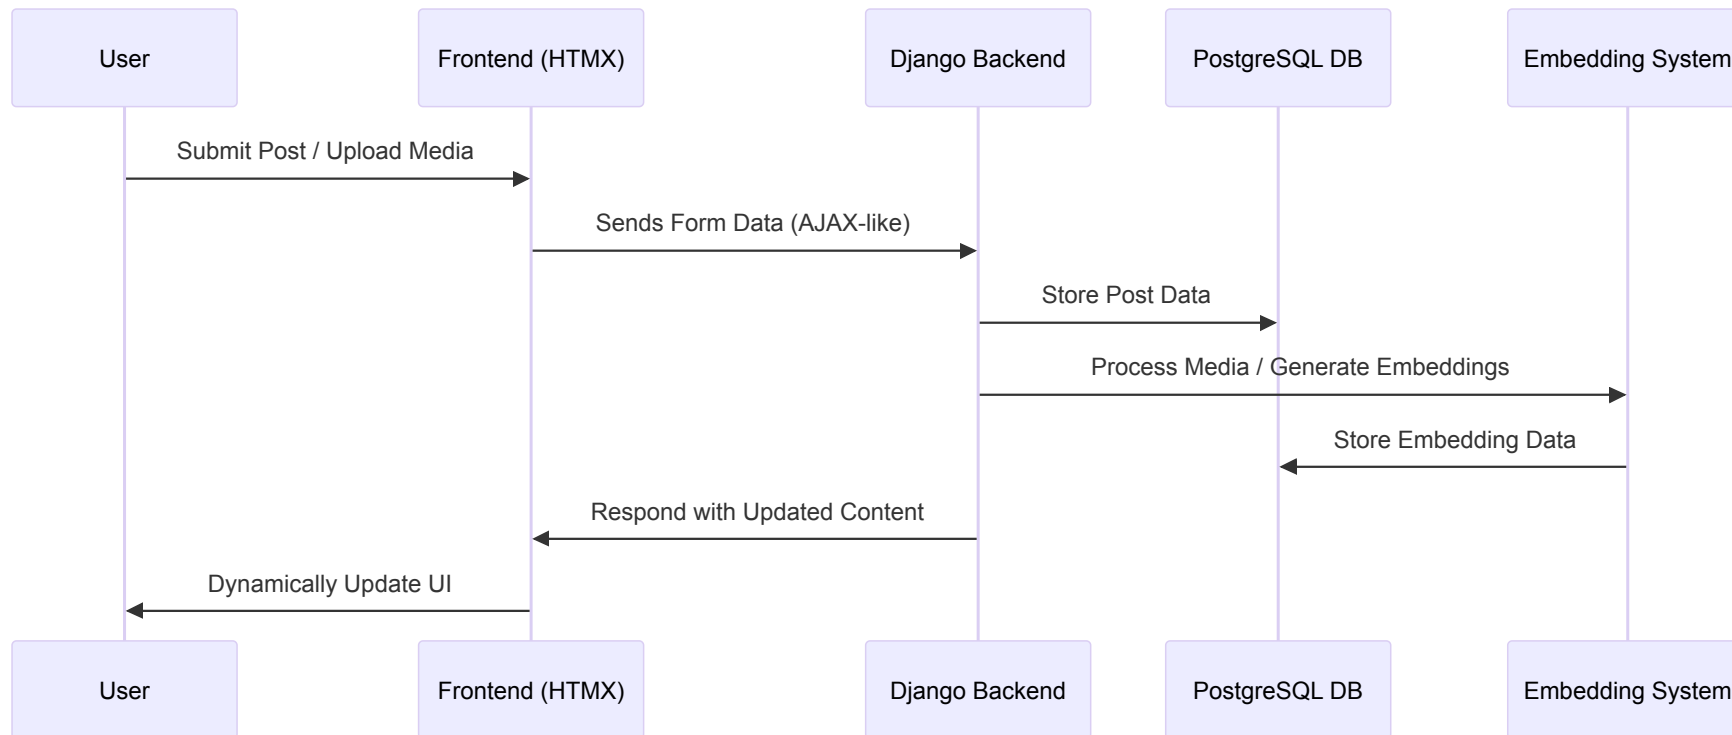 User
Frontend (HTMX)
Django Backend
PostgreSQL DB
Embedding System
Submit Post / Upload Media
Sends Form Data (AJAX-like)
Store Post Data
Process Media / Generate Embeddings
Store Embedding Data
Respond with Updated Content
Dynamically Update UI
User
Frontend (HTMX)
Django Backend
PostgreSQL DB
Embedding System